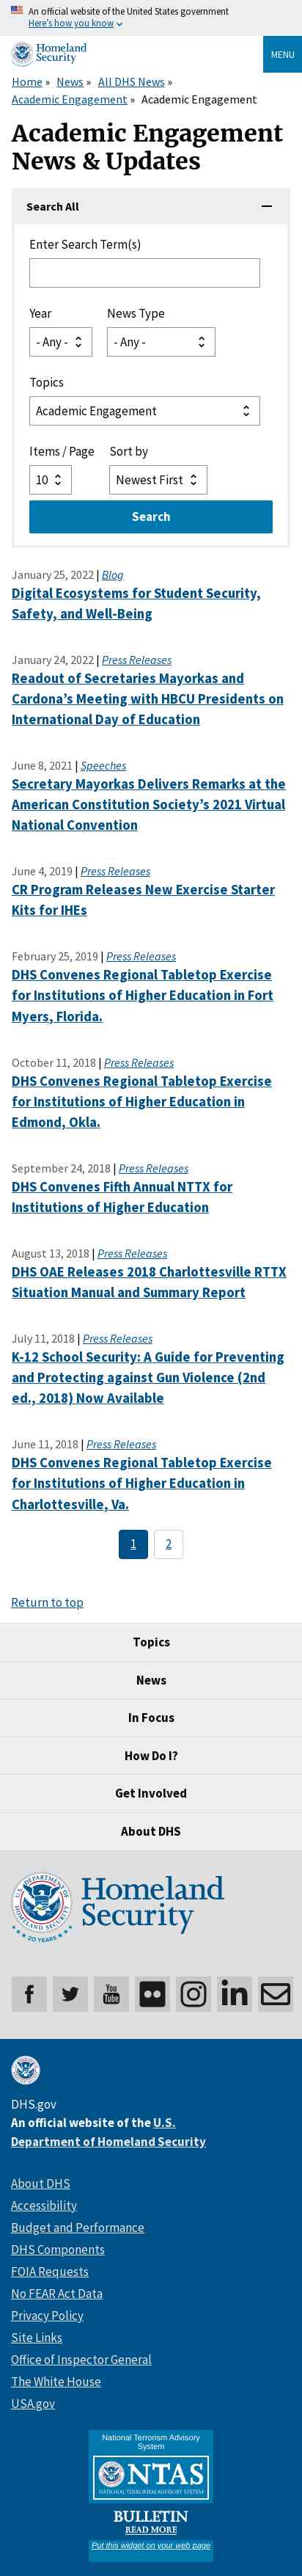 An official website of the United States government
Here's how you know
Homeland
Security
MENU
Home » News » All DHS News »
Academic Engagement » Academic Engagement
Academic Engagement
News & Updates
Search All
Enter Search Term(s)
Year News Type
- Any - - Any -
Topics
Academic Engagement
Items / Page Sort by
10 Newest First
Search
January 25, 2022 | Blog
Digital Ecosystems for Student Security,
Safety, and Well-Being
January 24, 2022 | Press Releases
Readout of Secretaries Mayorkas and
Cardona's Meeting with HBCU Presidents on
International Day of Education
June 8, 2021 | Speeches
Secretary Mayorkas Delivers Remarks at the
American Constitution Society's 2021 Virtual
National Convention
June 4, 2019 | Press Releases
CR Program Releases New Exercise Starter
Kits for IHEs
February 25, 2019 | Press Releases
DHS Convenes Regional Tabletop Exercise
for Institutions of Higher Education in Fort
Myers, Florida.
October 11, 2018 | Press Releases
DHS Convenes Regional Tabletop Exercise
for Institutions of Higher Education in
Edmond, Okla.
September 24, 2018 | Press Releases
DHS Convenes Fifth Annual NTTX for
Institutions of Higher Education
August 13, 2018 | Press Releases
DHS OAE Releases 2018 Charlottesville RTTX
Situation Manual and Summary Report
July 11, 2018 | Press Releases
K-12 School Security: A Guide for Preventing
and Protecting against Gun Violence (2nd
ed., 2018) Now Available
June 11, 2018 | Press Releases
DHS Convenes Regional Tabletop Exercise
for Institutions of Higher Education in
Charlottesville, Va.
1 2
Return to top
Topics
News
In Focus
How Do I?
Get Involved
About DHS
Homeland
Security
20 YEARS
You
Tube
in
DHS.gov
An official website of the U.S.
Department of Homeland Security
About DHS
Accessibility
Budget and Performance
DHS Components
FOIA Requests
No FEAR Act Data
Privacy Policy
Site Links
Office of Inspector General
The White House
USA.gov
National Terrorism Advisory
System
NTAS
NATIONAL TERRORISM ADVISORY SYSTEM
BULLETIN
READ MORE
Put this widget on your web page